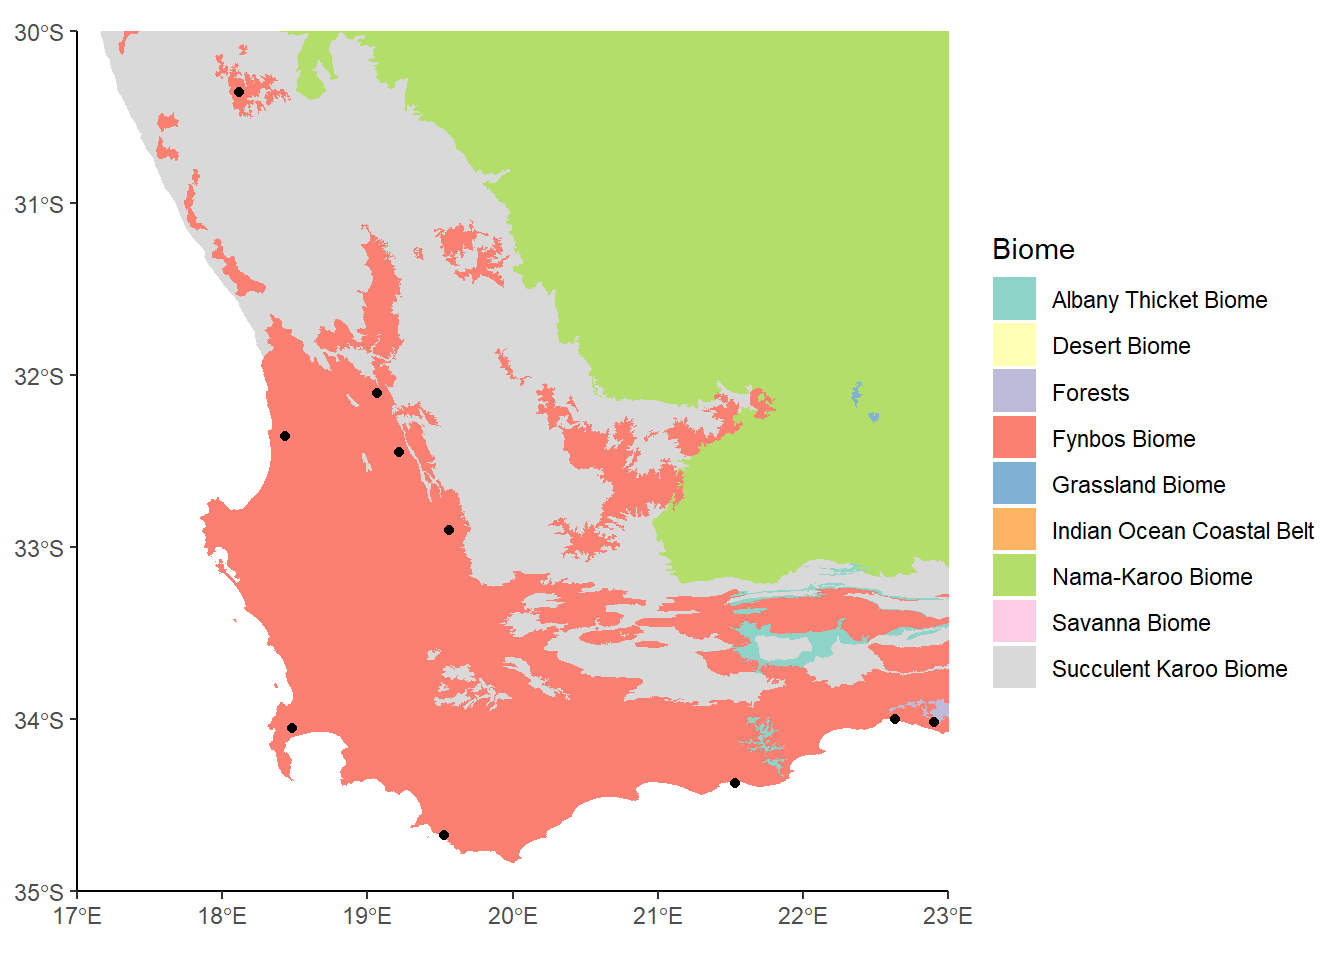 30°S
31°S
32°S
33°S
34°S
35°S
17°E
18°E
19°E
20°E
21°E
22°E
23°E
Biome
Albany Thicket Biome
Desert Biome
Forests
Fynbos Biome
Grassland Biome
Indian Ocean Coastal Belt
Nama-Karoo Biome
Savanna Biome
Succulent Karoo Biome